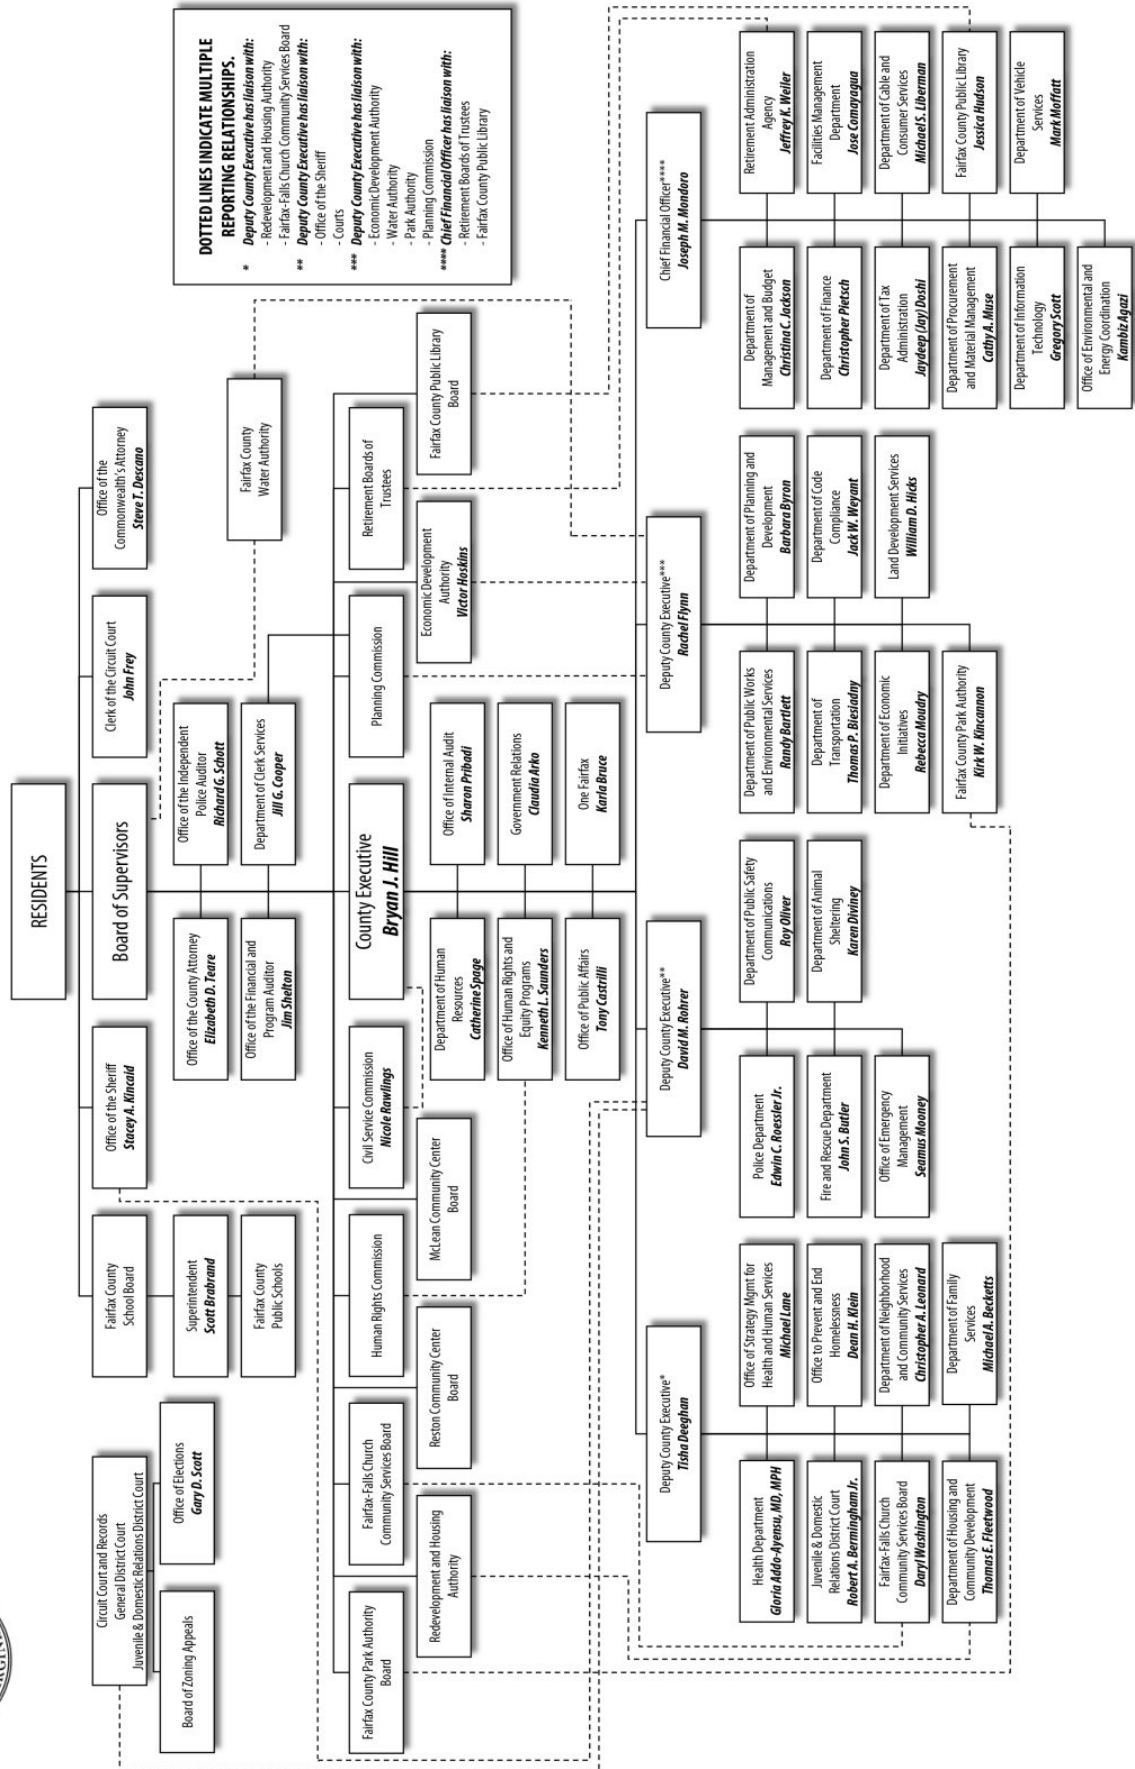 RESIDENTS
Circuit Court and Records
General District Court
Juvenile & Domestic Relations District Court
Board of Zoning Appeals
Office of Elections
Gary D. Scott
Fairfax County
School Board
Superintendent
Scott Brabrand
Fairfax County
Public Schools
Office of the Sheriff
Stacey A. Kincaid
Board of Supervisors
Clerk of the Circuit Court
John Frey
Office of the
Commonwealth's Attorney
Steve T. Descano
Office of the County Attorney
Elizabeth D. Teare
Office of the Independent
Police Auditor
Richard G. Schott
Office of the Financial and
Program Auditor
Jim Shelton
Department of Clerk Services
Jill G. Cooper
Fairfax County
Water Authority
DOTTED LINES INDICATE MULTIPLE
REPORTING RELATIONSHIPS.
* Deputy County Executive has liaison with:
- Redevelopment and Housing Authority
- Fairfax-Falls Church Community Services Board
** Deputy County Executive has liaison with:
- Office of the Sheriff
- Courts
*** Deputy County Executive has liaison with:
- Economic Development Authority
- Water Authority
- Park Authority
- Planning Commission
**** Chief Financial Officer has liaison with:
- Retirement Boards of Trustees
- Fairfax County Public Library
Fairfax County Park Authority
Board
Fairfax-Falls Church
Community Services Board
Human Rights Commission
Civil Service Commission
Nicole Rawlings
County Executive
Bryan J. Hill
Planning Commission
Retirement Boards of
Trustees
Redevelopment and Housing
Authority
Reston Community Center
Board
McLean Community Center
Board
Economic Development
Authority
Victor Hoskins
Fairfax County Public Library
Board
Department of Human
Resources
Catherine Spage
Office of Internal Audit
Sharon Pribadi
Office of Human Rights and
Equity Programs
Kenneth L. Saunders
Government Relations
Claudia Arko
Office of Public Affairs
Tony Castrilli
One Fairfax
Karla Bruce
Deputy County Executive*
Tisha Deeghan
Deputy County Executive**
David M. Rohrer
Deputy County Executive***
Rachel Flynn
Chief Financial Officer****
Joseph M. Mondoro
Health Department
Gloria Addo-Ayensu, MD, MPH
Office of Strategy Mgmt for
Health and Human Services
Michael Lane
Juvenile & Domestic
Relations District Court
Robert A. Bermingham Jr.
Office to Prevent and End
Homelessness
Dean H. Klein
Fairfax-Falls Church
Community Services Board
Daryl Washington
Department of Neighborhood
and Community Services
Christopher A. Leonard
Department of Housing and
Community Development
Thomas E. Fleetwood
Department of Family
Services
Michael A. Becketts
Police Department
Edwin C. Roessler Jr.
Department of Public Safety
Communications
Roy Oliver
Fire and Rescue Department
John S. Butler
Department of Animal
Sheltering
Karen Diviney
Office of Emergency
Management
Seamus Mooney
Department of Public Works
and Environmental Services
Randy Bartlett
Department of Planning and
Development
Barbara Byron
Department of
Transportation
Thomas P. Biesiadny
Department of Code
Compliance
Jack W. Weyant
Department of Economic
Initiatives
Rebecca Moudry
Land Development Services
William D. Hicks
Fairfax County Park Authority
Kirk W. Kincannon
Department of
Management and Budget
Christina C. Jackson
Retirement Administration
Agency
Jeffrey K. Weiler
Department of Finance
Christopher Pietsch
Facilities Management
Department
Jose Comayagua
Department of Tax
Administration
Jaydeep (Jay) Doshi
Department of Cable and
Consumer Services
Michael S. Liberman
Department of Procurement
and Material Management
Cathy A. Muse
Fairfax County Public Library
Jessica Hudson
Department of Information
Technology
Gregory Scott
Department of Vehicle
Services
Mark Moffatt
Office of Environmental and
Energy Coordination
Kambiz Agazi